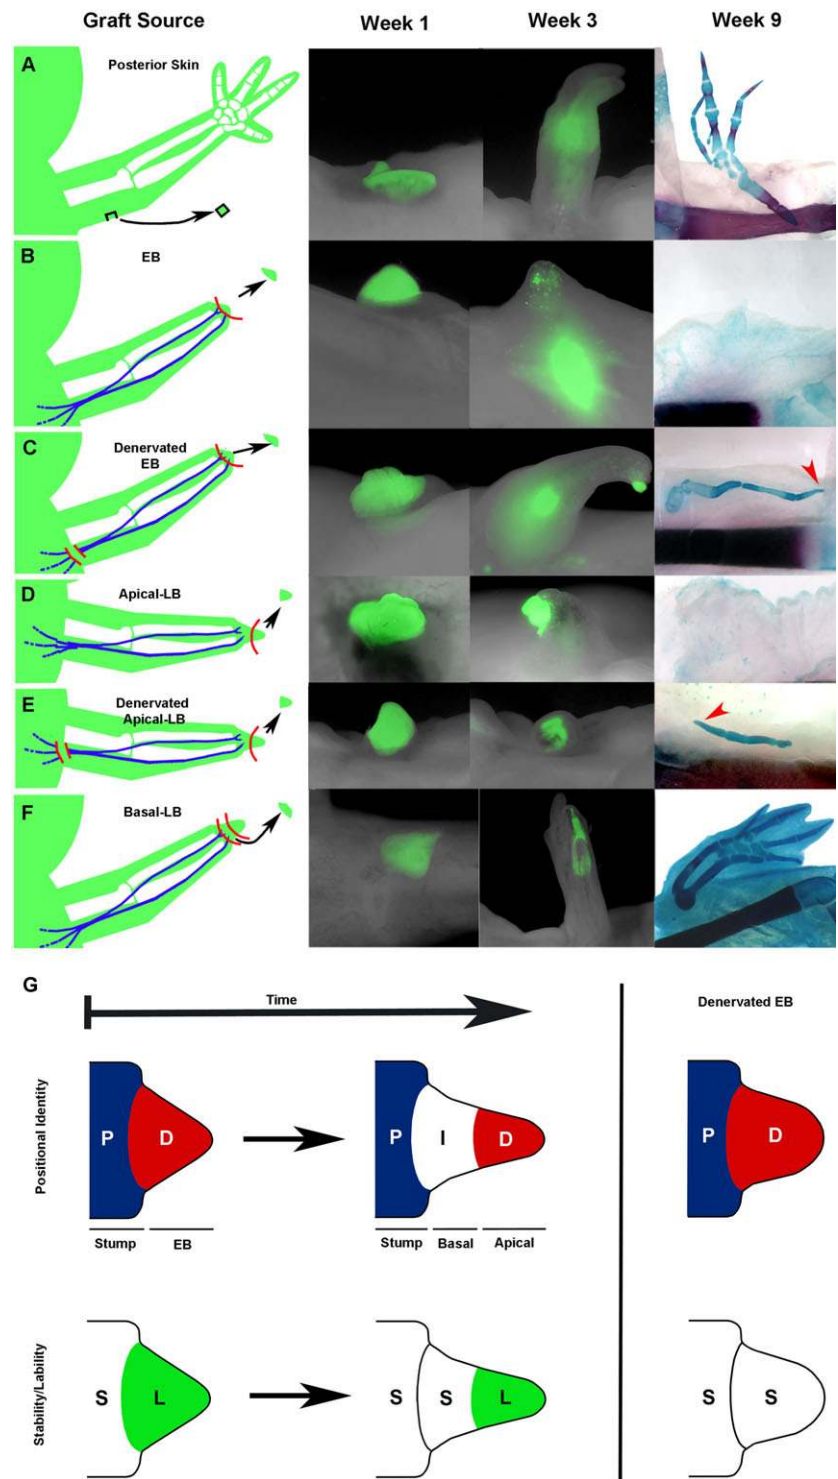 Graft Source Week 1 Week 3 Week 9
A Posterior Skin
B EB
C Denervated
EB
D Apical-LB
E Denervated
Apical-LB
F Basal-LB
G
Time
Denervated EB
Positional Identity
P D
P I D
P D
Stump EB
Stump Basal Apical
Stability/Lability
S L
S S L
S S